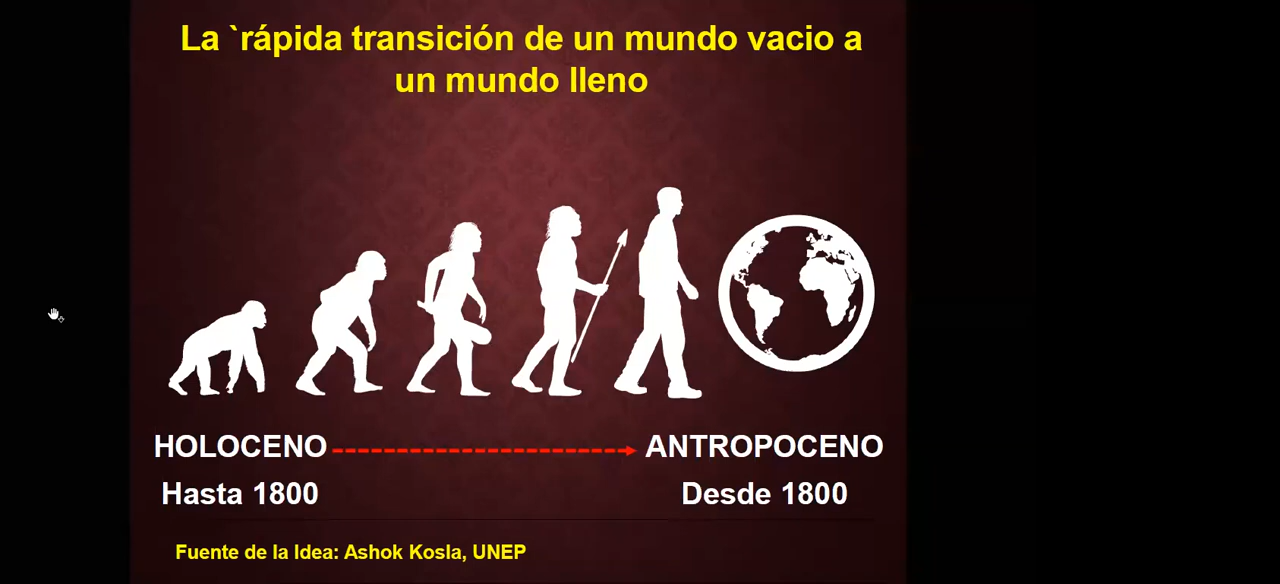 La `rápida transición de un mundo vacio a
un mundo lleno
HOLOCENO
ANTROPOCENO
Hasta 1800
Desde 1800
Fuente de la Idea: Ashok Kosla, UNEP